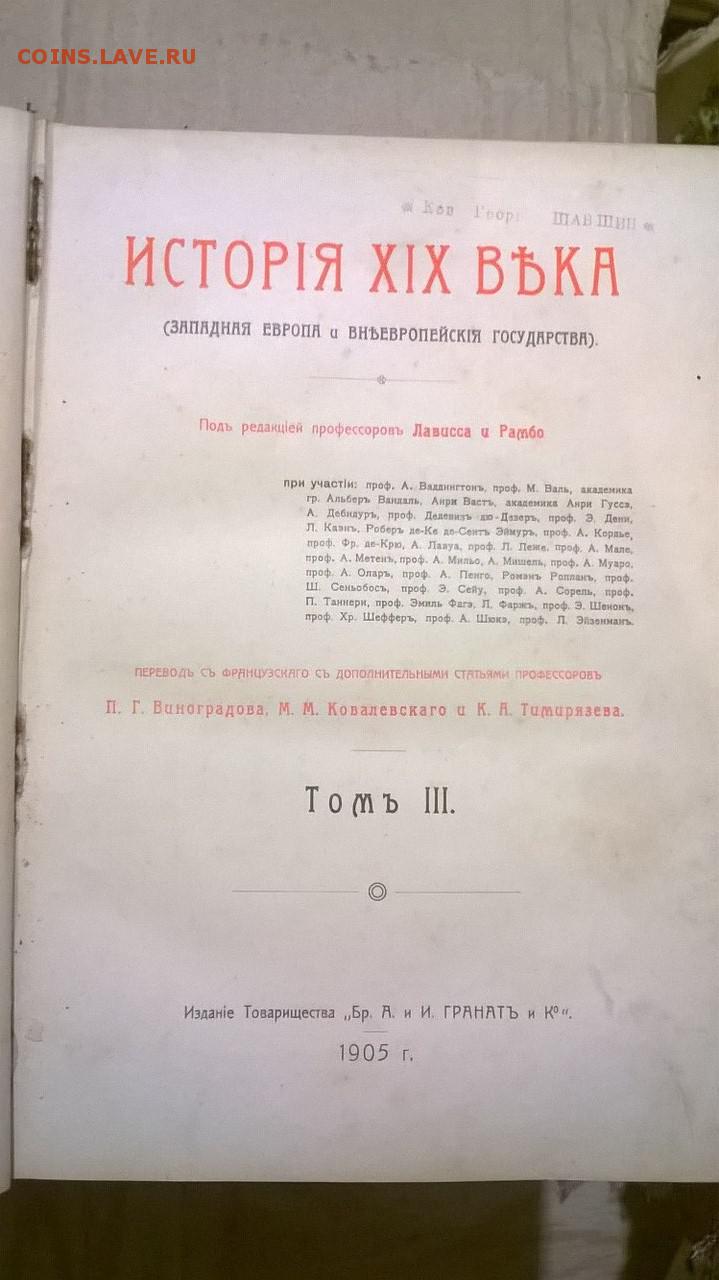 COINS.LAVE.RU
ШАВШИН
ИСТОРІЯ XIX ВѢКА
(ЗАПАДНАЯ ЕВРОПА и ВНѢЕВРОПЕЙСКІЯ ГОСУДАРСТВА).
Подъ редакціей профессоровъ Лависса и Рамбо
при участіи: проф. А. Ваддингтонъ, проф. М. Валь, академика
гр. Альберъ Вандаль, Анри Вастъ, академика Анри Гуссэ,
А. Дебидуръ, проф. Делевизъ дю-Дэзеръ, проф. Э. Дени,
Л. Каэнъ, Роберъ де-Ке де-Сентъ Эймуръ, проф. А. Кордье,
проф. Фр. де-Крю, А. Лавуа, проф. Л. Леже, проф. А. Мале,
проф. А. Метенъ, проф. А. Мильо, А. Мишель, проф. А. Муаро,
проф. А. Оларъ, проф. А. Пенго, Романъ Ролланъ, проф.
Ш. Сеньобосъ, проф. Э. Сейу, проф. А. Сорель, проф.
П. Таннери, проф. Эмиль Фагэ, Л. Фаржъ, проф. Э. Шенонъ,
проф. Хр. Шефферъ, проф. А. Шюкэ, проф. Л. Эйзенманъ.
ПЕРЕВОДЪ СЪ ФРАНЦУЗСКАГО СЪ ДОПОЛНИТЕЛЬНЫМИ СТАТЬЯМИ ПРОФЕССОРОВЪ
П. Г. Виноградова, М. М. Ковалевскаго и К. А. Тимирязева.
Томъ III.
Изданіе Товарищества „Бр. А. и И. ГРАНАТЪ и Ко".
1905 г.